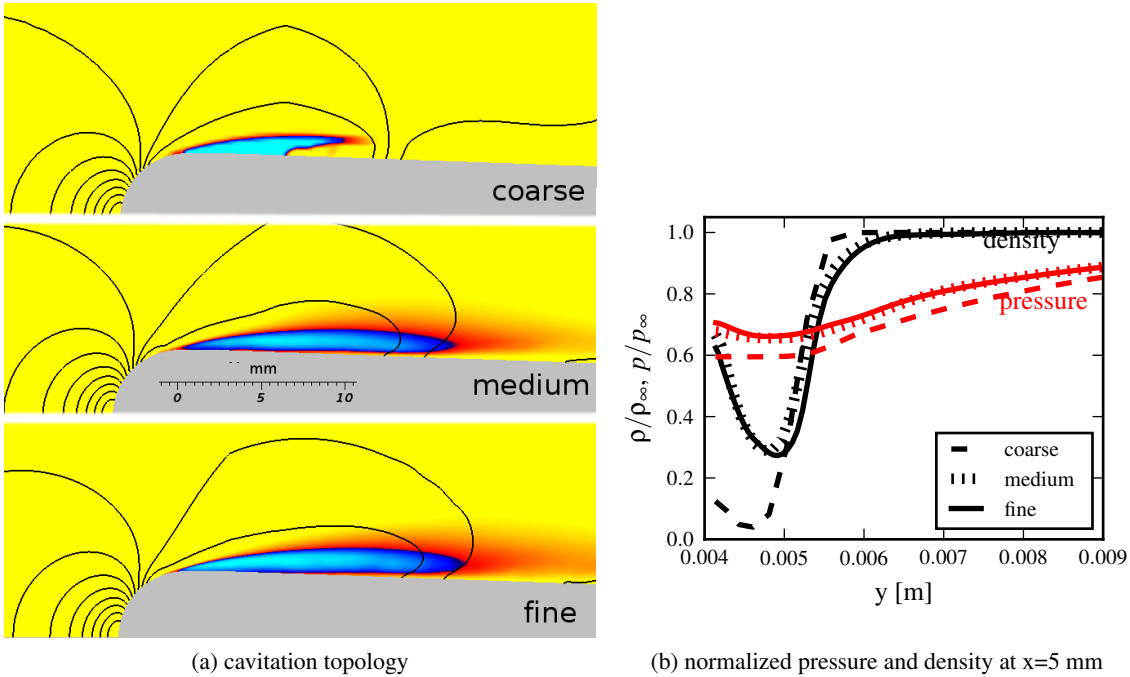 coarse
mm
0 5 10
medium
fine
(a) cavitation topology
ρ/ρ∞, p/p∞
1.0
0.8
0.6
0.4
0.2
0.0
density
pressure
coarse
medium
fine
0.004 0.005 0.006 0.007 0.008 0.009
y [m]
(b) normalized pressure and density at x=5 mm